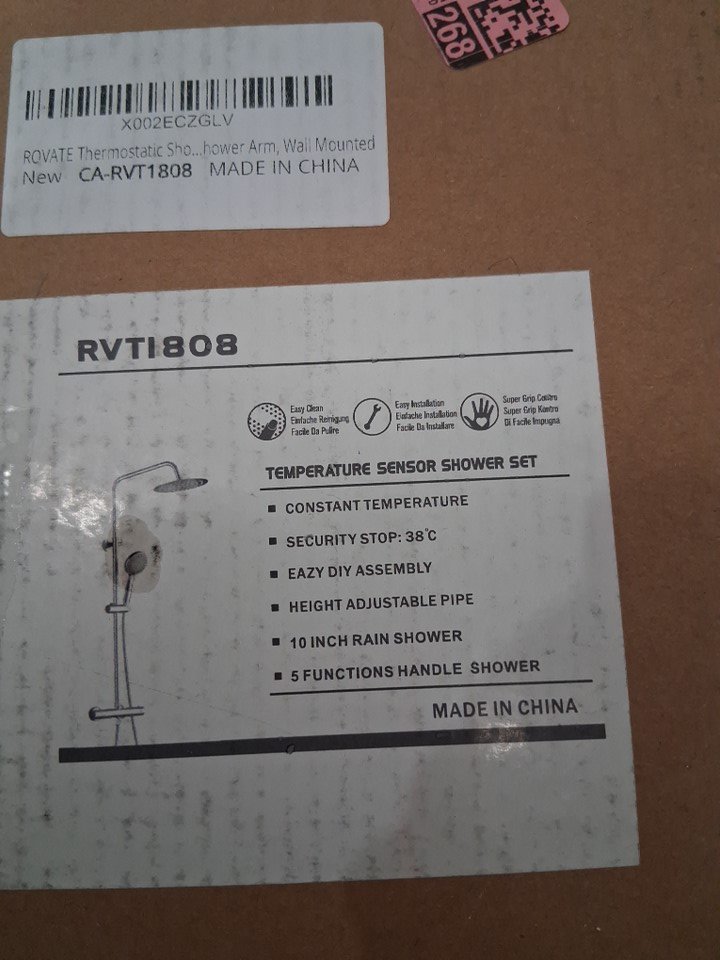 268
X002ECZGLV
ROVATE Thermostatic Sho...hower Arm, Wall Mounted
New CA-RVT1808 MADE IN CHINA
RVT1808
Easy Clean
Einfache Reinigung
Facile Da Pulire
Easy Installation
Einfache Installation
Facile Da Installare
Super Grip Contro
Super Grip Kontro
Di Facile Impugna
TEMPERATURE SENSOR SHOWER SET
▪ CONSTANT TEMPERATURE
▪ SECURITY STOP: 38°C
▪ EAZY DIY ASSEMBLY
▪ HEIGHT ADJUSTABLE PIPE
▪ 10 INCH RAIN SHOWER
▪ 5 FUNCTIONS HANDLE SHOWER
MADE IN CHINA